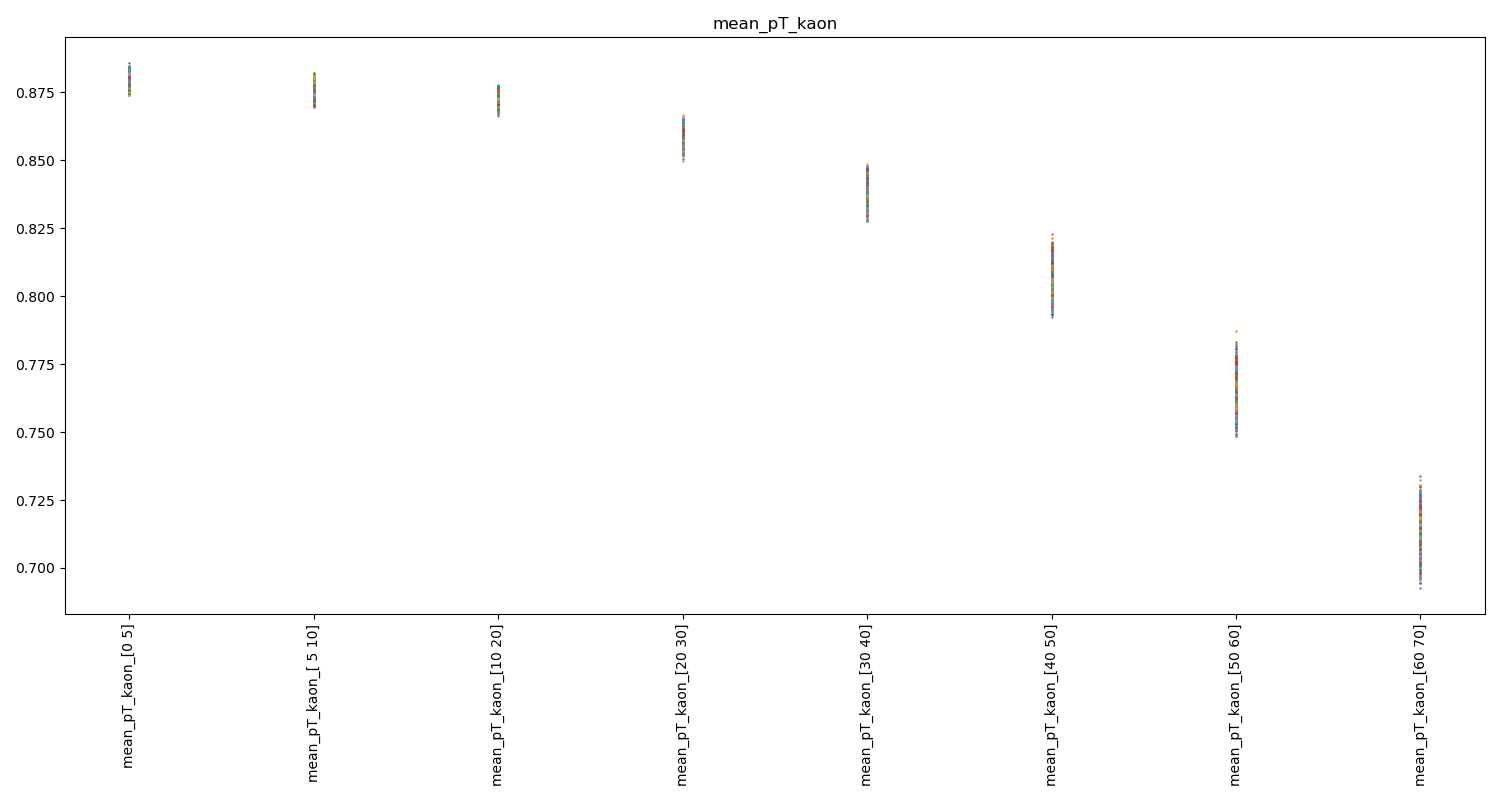 mean_pT_kaon
0.875
0.850
0.825
0.800
0.775
0.750
0.725
0.700
mean_pT_kaon_[0 5]
mean_pT_kaon_[ 5 10]
mean_pT_kaon_[10 20]
mean_pT_kaon_[20 30]
mean_pT_kaon_[30 40]
mean_pT_kaon_[40 50]
mean_pT_kaon_[50 60]
mean_pT_kaon_[60 70]